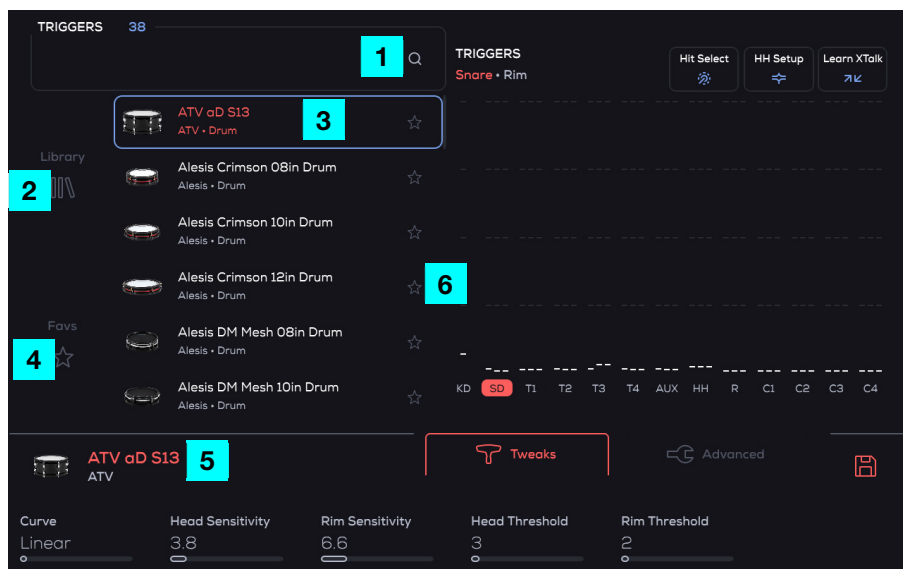 TRIGGERS 38
1
TRIGGERS
Snare • Rim
Hit Select
HH Setup
Learn XTalk
ATV aD S13
ATV • Drum
3
Library
2
Alesis Crimson 08in Drum
Alesis • Drum
Alesis Crimson 10in Drum
Alesis • Drum
Alesis Crimson 12in Drum
Alesis • Drum
6
Favs
4
Alesis DM Mesh 08in Drum
Alesis • Drum
Alesis DM Mesh 10in Drum
Alesis • Drum
KD SD T1 T2 T3 T4 AUX HH R C1 C2 C3 C4
ATV aD S13
ATV
5
Tweaks
Advanced
Curve Head Sensitivity Rim Sensitivity Head Threshold Rim Threshold
Linear 3.8 6.6 3 2